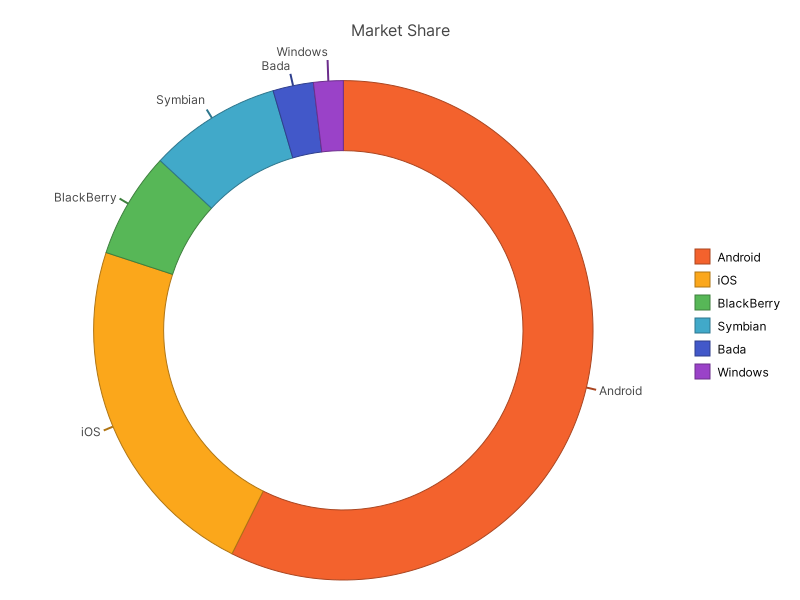 Market Share
Windows
Bada
Symbian
BlackBerry
iOS
Android
Android
iOS
BlackBerry
Symbian
Bada
Windows